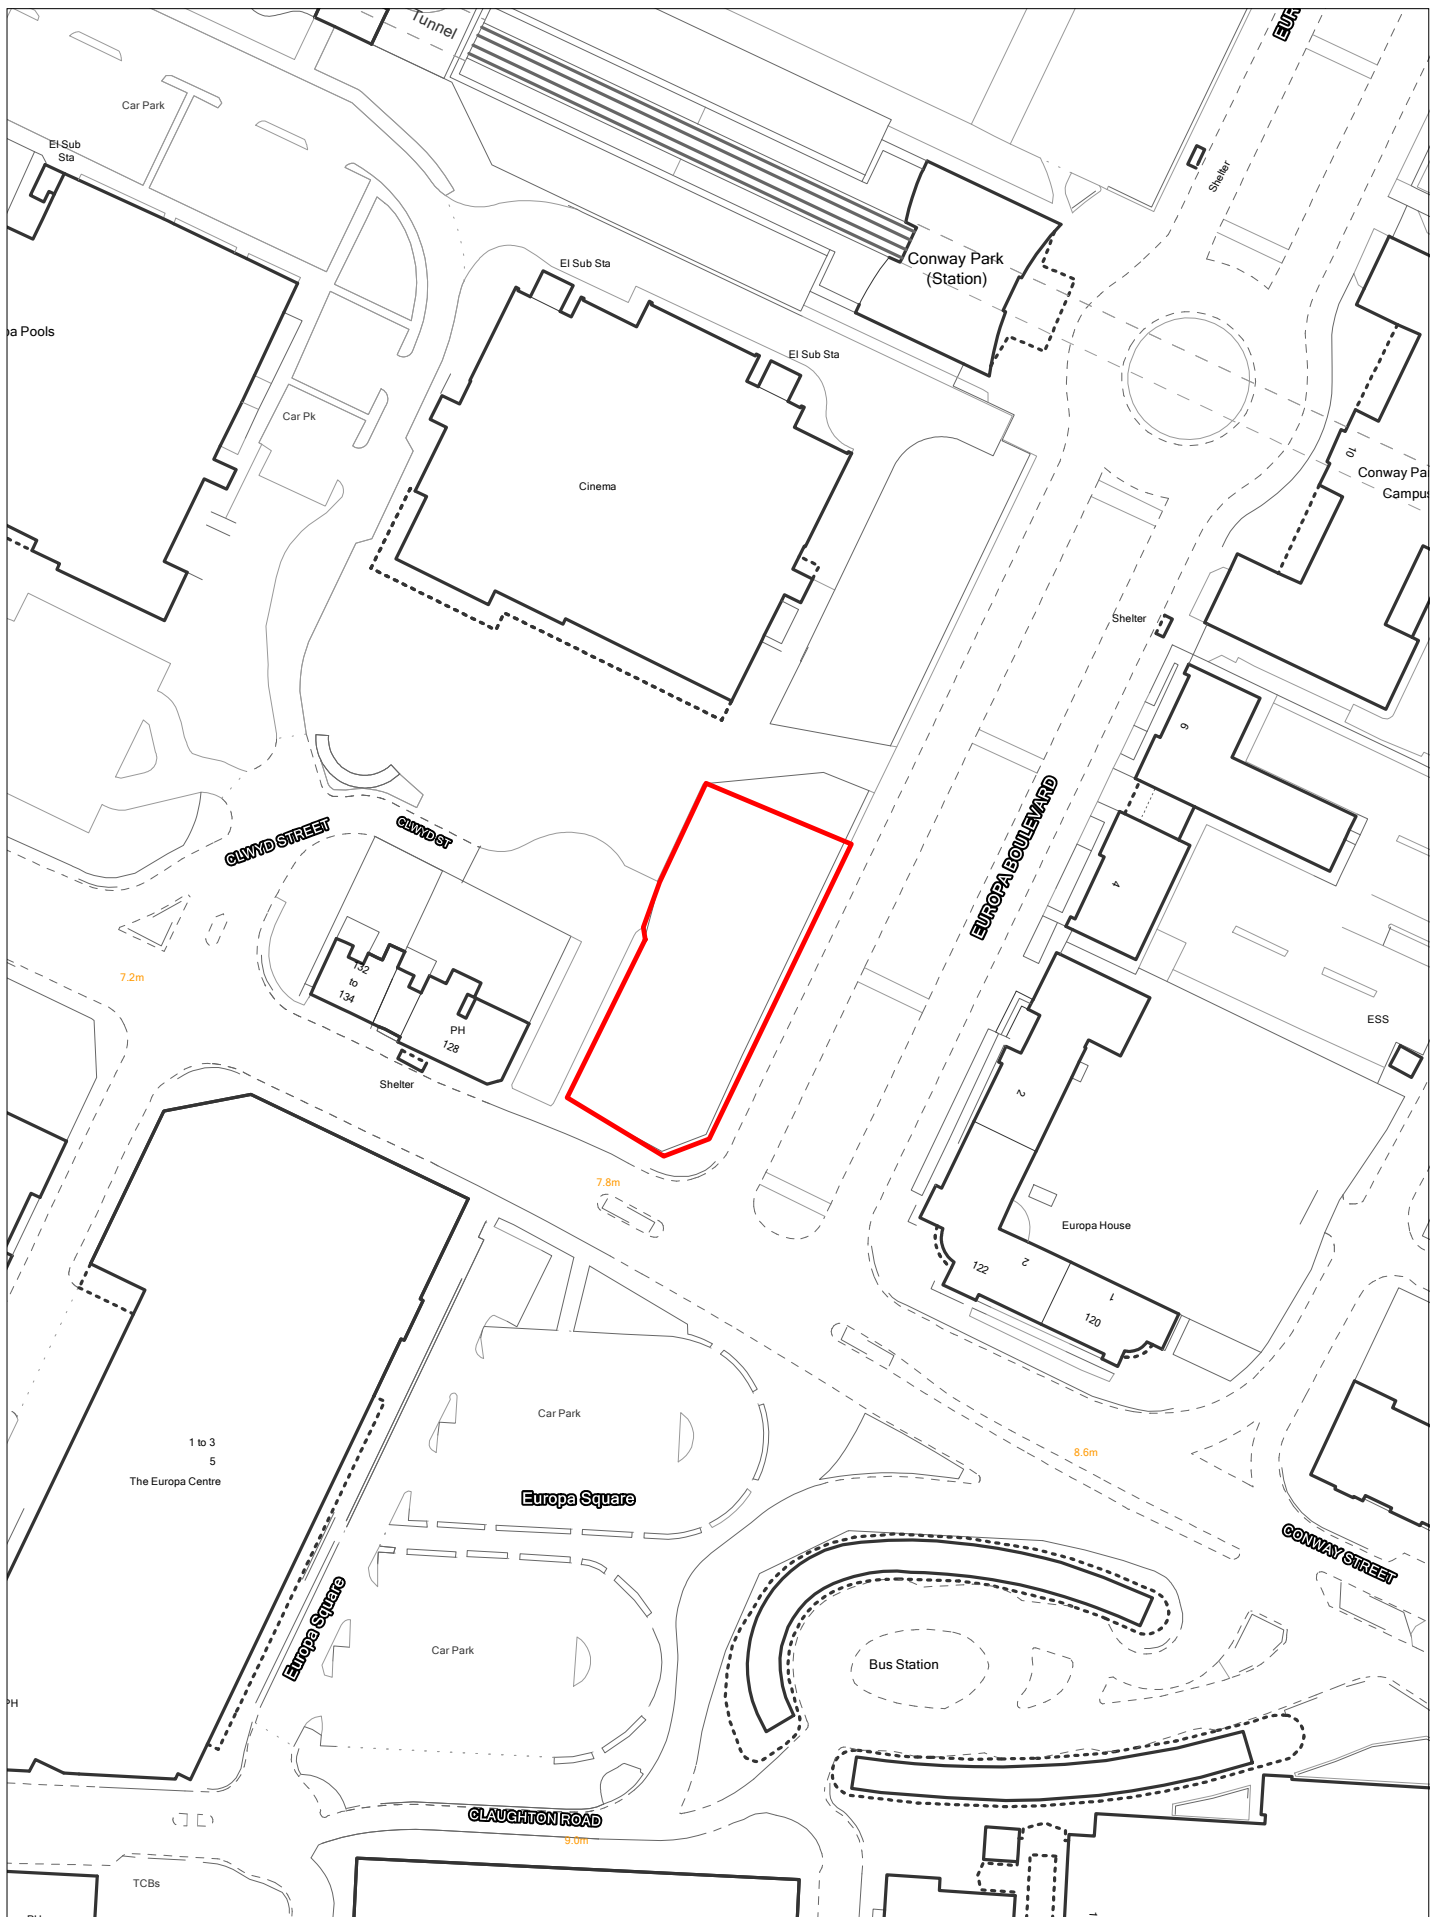 Tunnel
EUR
Car Park
El Sub
Sta
Shelter
Conway Park
(Station)
El Sub Sta
pa Pools
El Sub Sta
Car Pk
10
Conway Pa
Campus
Cinema
Shelter
6
CLWYD STREET
CLWYD ST
EUROPA BOULEVARD
4
132
to
134
7.2m
PH
128
ESS
Shelter
2
7.8m
Europa House
122
2
1
120
Car Park
1 to 3
5
The Europa Centre
8.6m
Europa Square
CONWAY STREET
Europa Square
Car Park
Bus Station
PH
CLAUGHTON ROAD
9.0m
TCBs